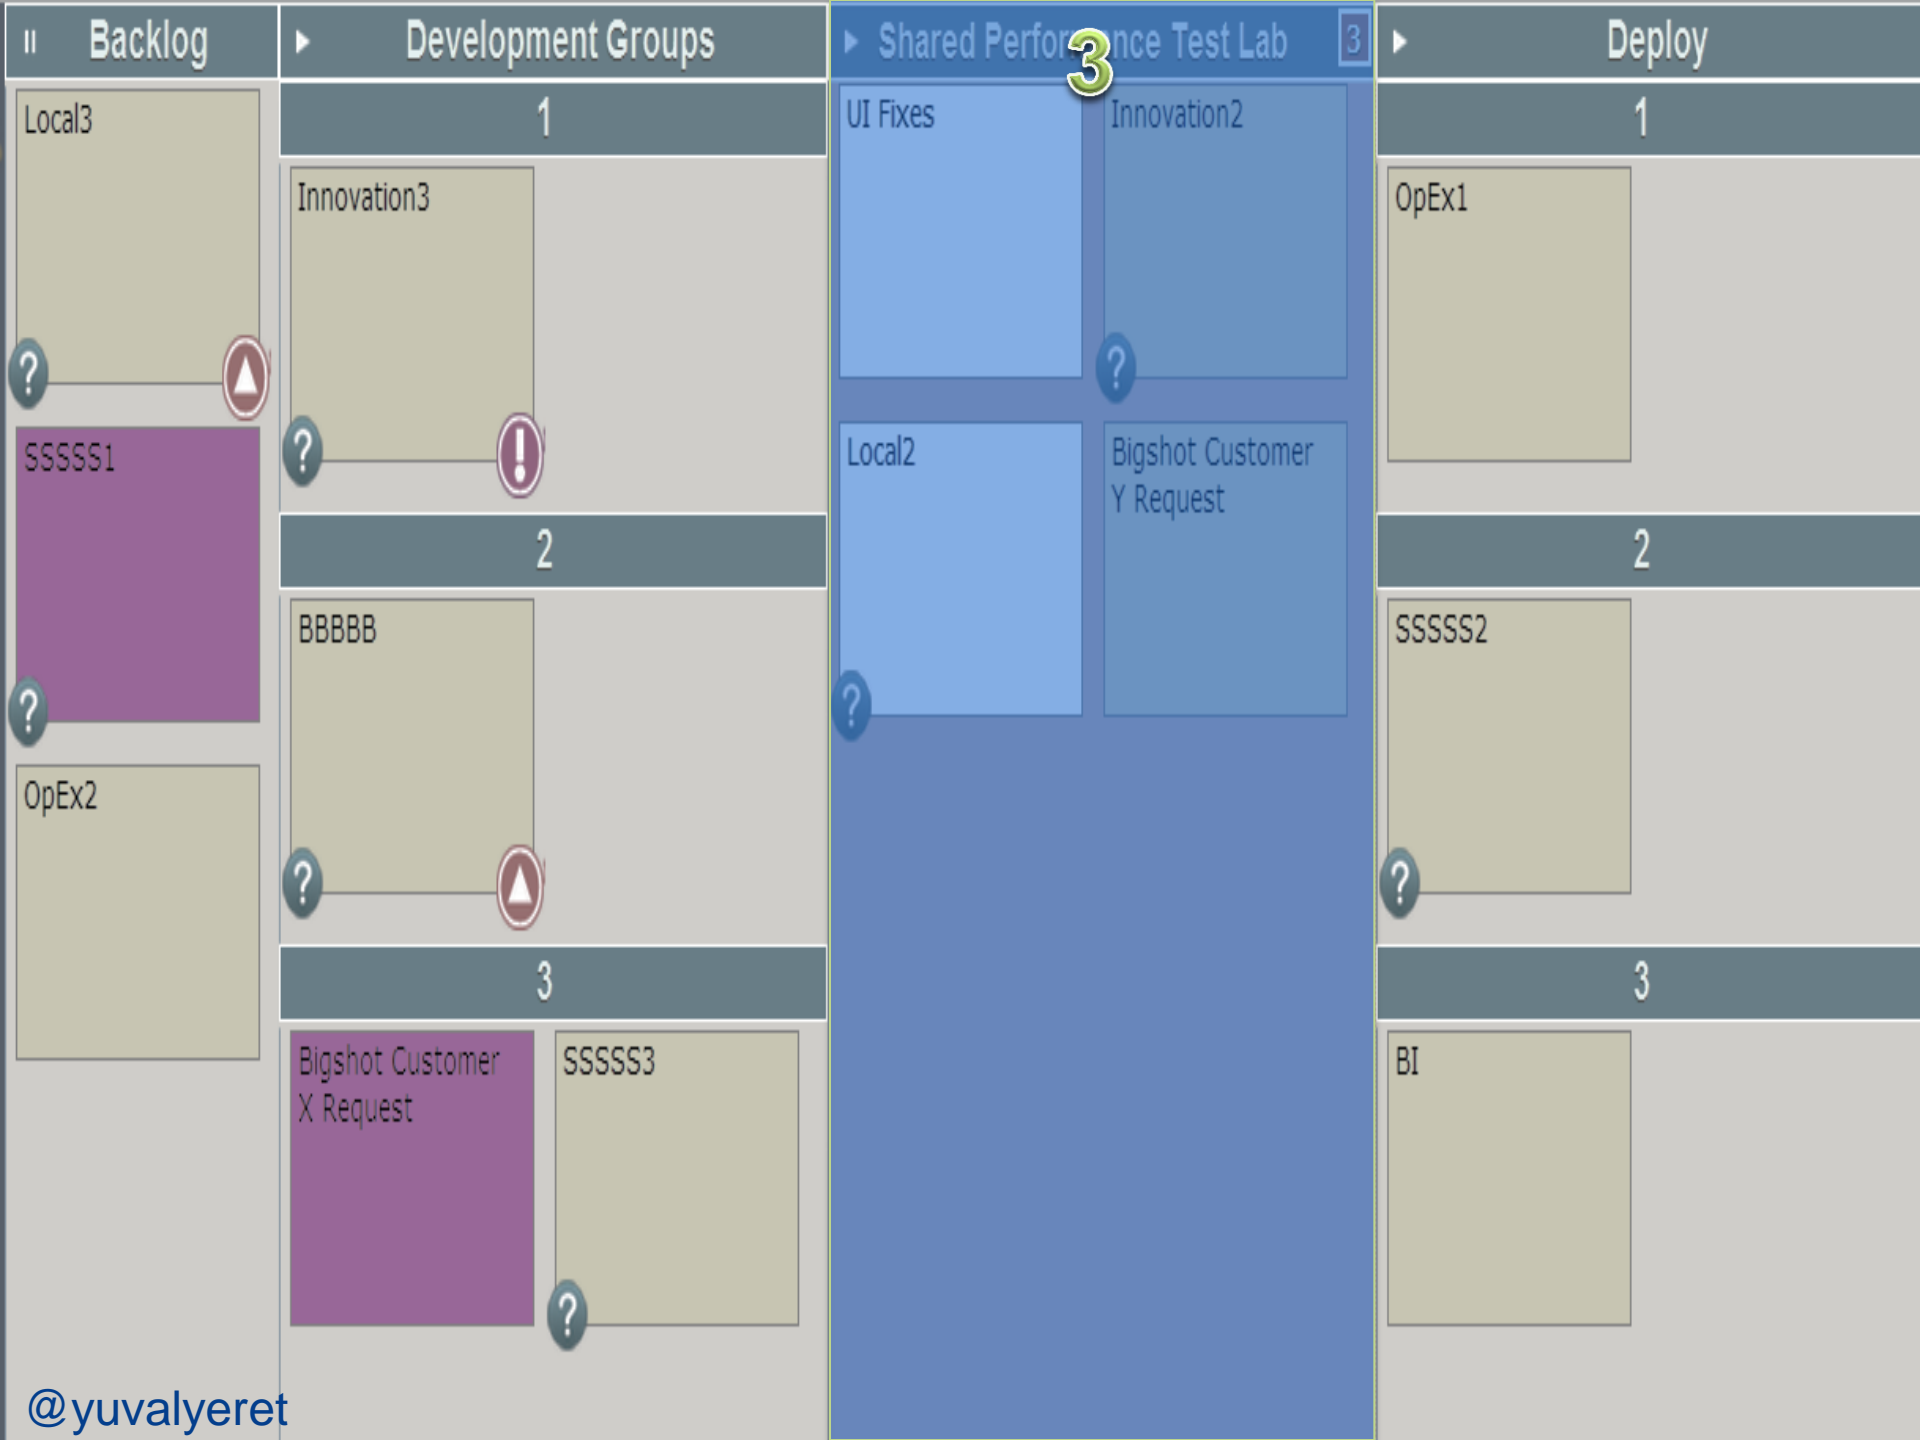 Backlog
Development Groups
Shared Performance Test Lab
3
3
Deploy
Local3
?
SSSSS1
?
OpEx2
1
Innovation3
?
!
2
BBBBB
?
3
Bigshot Customer
X Request
SSSSS3
?
UI Fixes
Innovation2
?
Local2
?
Bigshot Customer
Y Request
1
OpEx1
2
SSSSS2
?
3
BI
@yuvalyeret